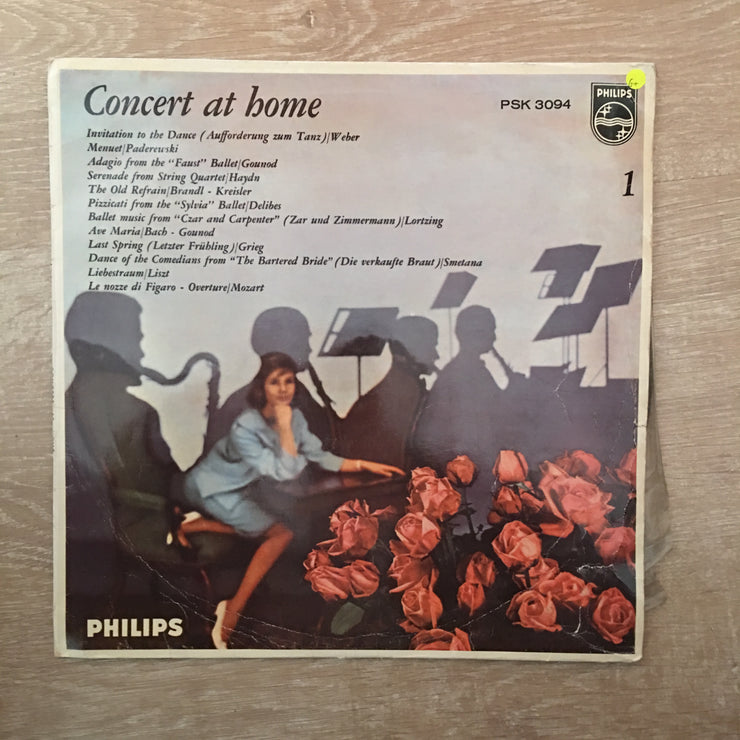 Concert at home
PSK 3094
PHILIPS
G+
1
Invitation to the Dance (Aufforderung zum Tanz)/Weber
Menuet/Paderewski
Adagio from the "Faust" Ballet/Gounod
Serenade from String Quartet/Haydn
The Old Refrain/Brandl - Kreisler
Pizzicati from the "Sylvia" Ballet/Delibes
Ballet music from "Czar and Carpenter" (Zar und Zimmermann)/Lortzing
Ave Maria/Bach - Gounod
Last Spring (Letzter Frühling)/Grieg
Dance of the Comedians from "The Bartered Bride" (Die verkaufte Braut)/Smetana
Liebestraum/Liszt
Le nozze di Figaro - Overture/Mozart
PHILIPS